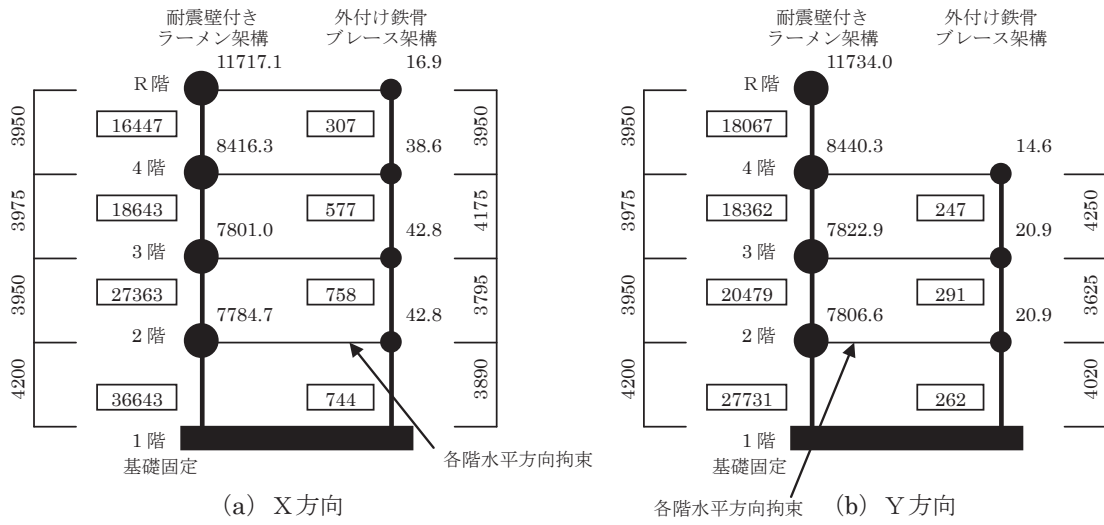 耐震壁付き
ラーメン架構
外付け鉄骨
ブレース架構
11717.1
16.9
R階
3950
16447
307
3950
8416.3
38.6
4階
3975
18643
577
4175
7801.0
42.8
3階
3950
27363
758
3795
7784.7
42.8
2階
4200
36643
744
3890
1階
基礎固定
各階水平方向拘束
(a) X方向
耐震壁付き
ラーメン架構
外付け鉄骨
ブレース架構
11734.0
R階
3950
18067
8440.3
14.6
4階
3975
18362
247
4250
7822.9
20.9
3階
3950
20479
291
3625
7806.6
20.9
2階
4200
27731
262
4020
1階
基礎固定
各階水平方向拘束
(b) Y方向